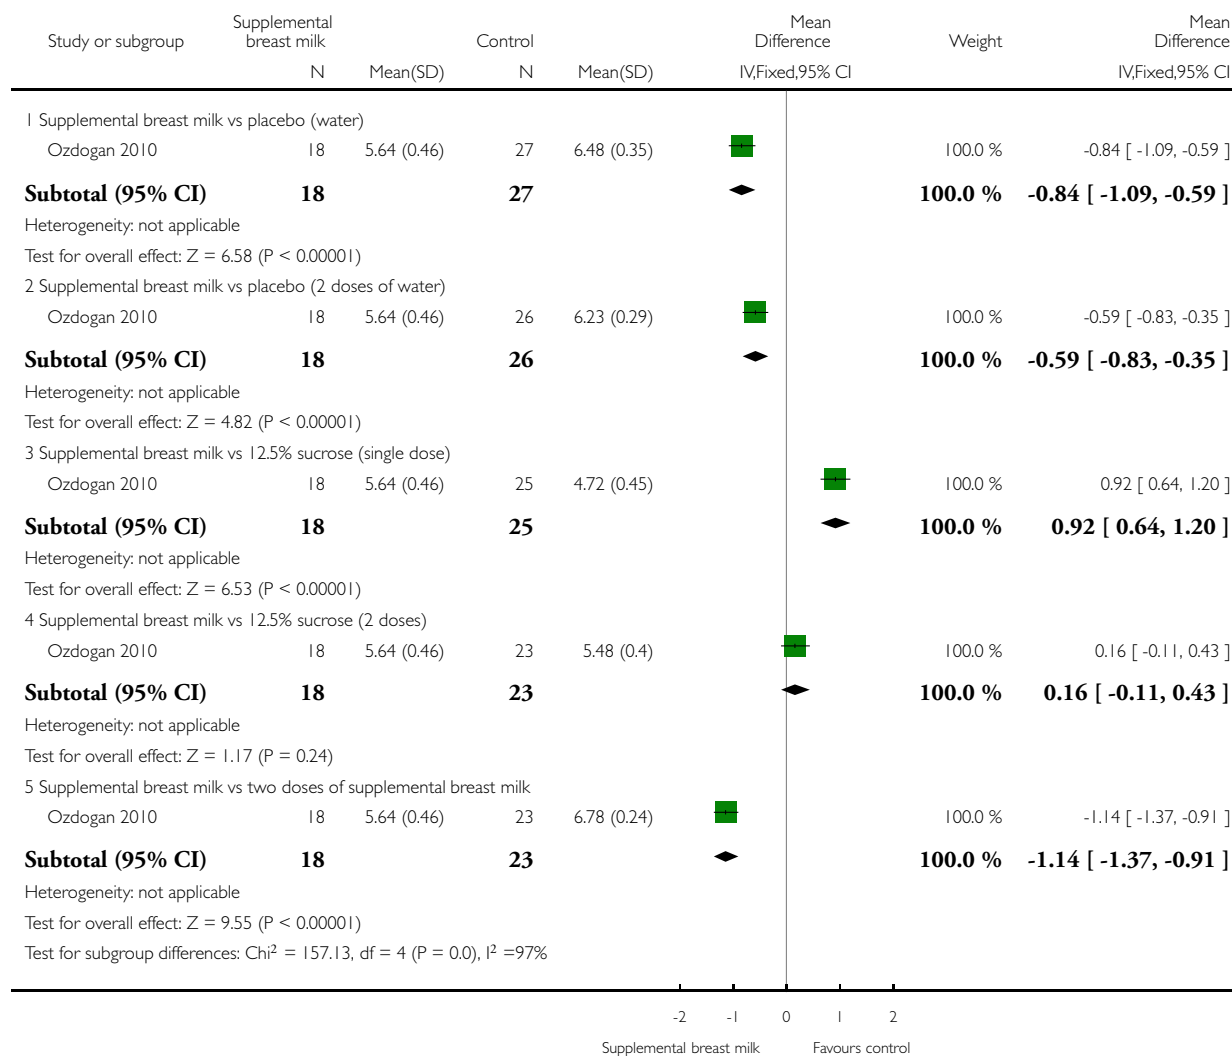 Study or subgroup Supplemental breast milk Control Mean Difference Weight Mean Difference
N Mean(SD) N Mean(SD) IV,Fixed,95% CI IV,Fixed,95% CI
1 Supplemental breast milk vs placebo (water)
Ozdogan 2010 18 5.64 (0.46) 27 6.48 (0.35) 100.0 % -0.84 [ -1.09, -0.59 ]
Subtotal (95% CI) 18 27 100.0 % -0.84 [ -1.09, -0.59 ]
Heterogeneity: not applicable
Test for overall effect: Z = 6.58 (P < 0.00001)
2 Supplemental breast milk vs placebo (2 doses of water)
Ozdogan 2010 18 5.64 (0.46) 26 6.23 (0.29) 100.0 % -0.59 [ -0.83, -0.35 ]
Subtotal (95% CI) 18 26 100.0 % -0.59 [ -0.83, -0.35 ]
Heterogeneity: not applicable
Test for overall effect: Z = 4.82 (P < 0.00001)
3 Supplemental breast milk vs 12.5% sucrose (single dose)
Ozdogan 2010 18 5.64 (0.46) 25 4.72 (0.45) 100.0 % 0.92 [ 0.64, 1.20 ]
Subtotal (95% CI) 18 25 100.0 % 0.92 [ 0.64, 1.20 ]
Heterogeneity: not applicable
Test for overall effect: Z = 6.53 (P < 0.00001)
4 Supplemental breast milk vs 12.5% sucrose (2 doses)
Ozdogan 2010 18 5.64 (0.46) 23 5.48 (0.4) 100.0 % 0.16 [ -0.11, 0.43 ]
Subtotal (95% CI) 18 23 100.0 % 0.16 [ -0.11, 0.43 ]
Heterogeneity: not applicable
Test for overall effect: Z = 1.17 (P = 0.24)
5 Supplemental breast milk vs two doses of supplemental breast milk
Ozdogan 2010 18 5.64 (0.46) 23 6.78 (0.24) 100.0 % -1.14 [ -1.37, -0.91 ]
Subtotal (95% CI) 18 23 100.0 % -1.14 [ -1.37, -0.91 ]
Heterogeneity: not applicable
Test for overall effect: Z = 9.55 (P < 0.00001)
Test for subgroup differences: Chi² = 157.13, df = 4 (P = 0.0), I² =97%
-2 -1 0 1 2
Supplemental breast milk Favours control